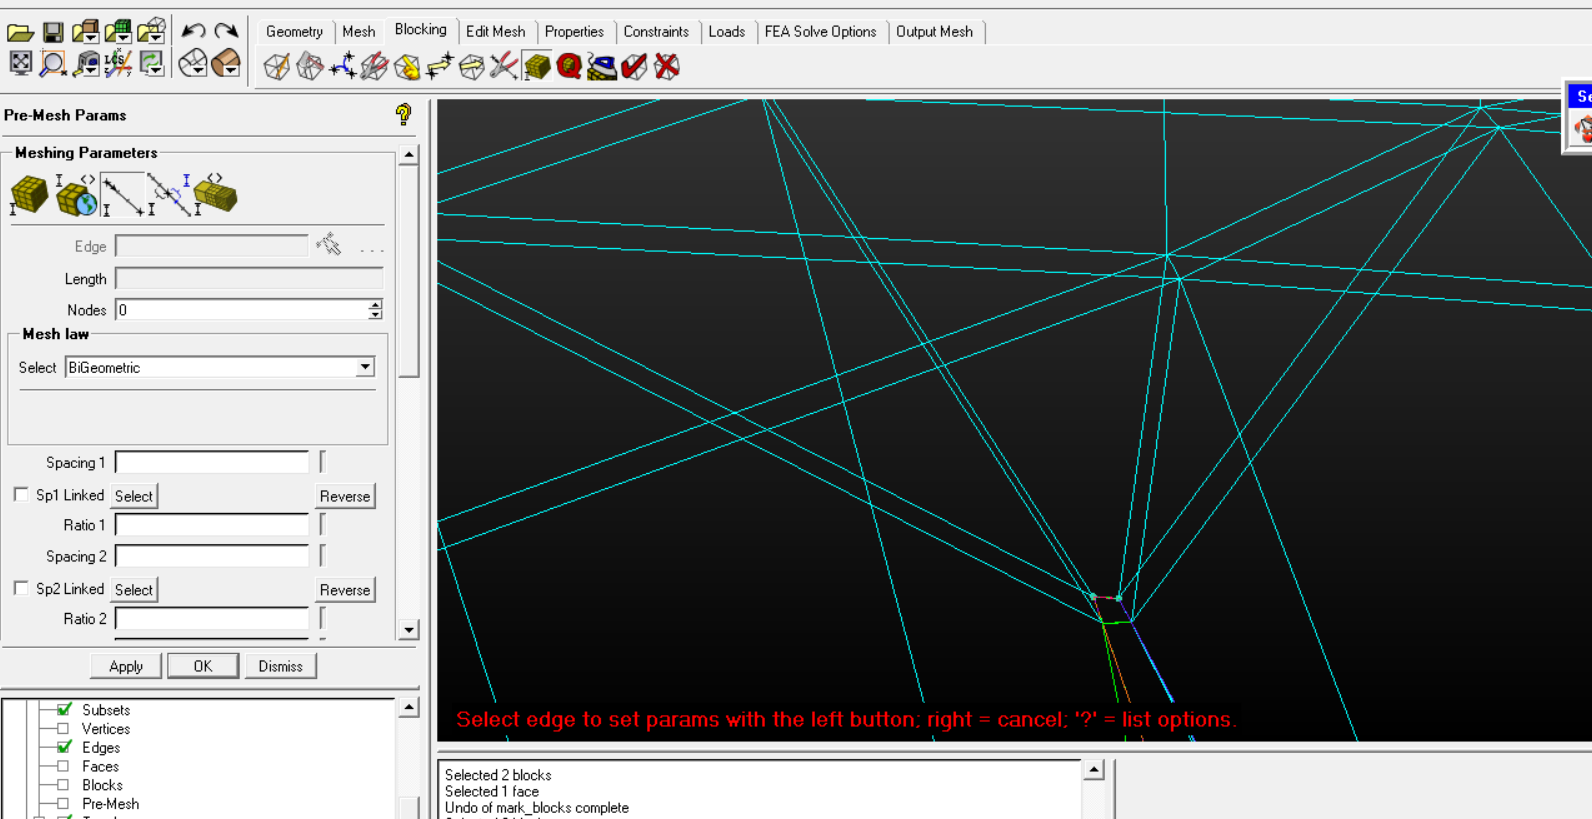 Geometry Mesh Blocking Edit Mesh Properties Constraints Loads FEA Solve Options Output Mesh
LCS
Pre-Mesh Params
Meshing Parameters
Edge
Length
Nodes 0
Mesh law
Select BiGeometric
Spacing 1
Sp1 Linked Select Reverse
Ratio 1
Spacing 2
Sp2 Linked Select Reverse
Ratio 2
Apply OK Dismiss
Subsets
Vertices
Edges
Faces
Blocks
Pre-Mesh
Select edge to set params with the left button; right = cancel; '?' = list options.
Selected 2 blocks
Selected 1 face
Undo of mark_blocks complete